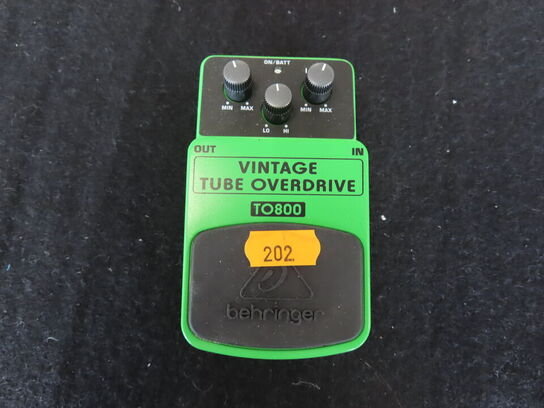 ON/BATT
MIN MAX
LO HI
MIN MAX
OUT IN
VINTAGE
TUBE OVERDRIVE
TO800
202
behringer